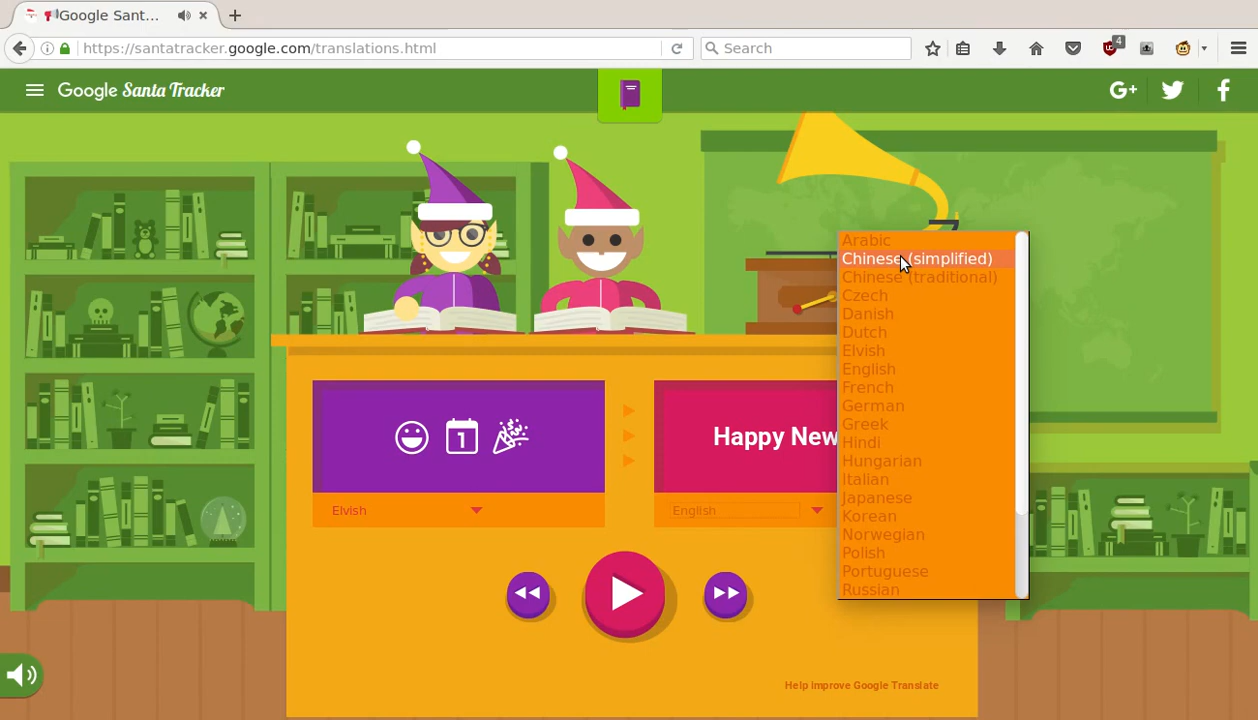 Google Sant...
https://santatracker.google.com/translations.html
Search
4
Google Santa Tracker
G+
Arabic
Chinese (simplified)
Chinese (traditional)
Czech
Danish
Dutch
Elvish
English
French
German
Greek
Hindi
Hungarian
Italian
Japanese
Korean
Norwegian
Polish
Portuguese
Russian
1
Happy New
Elvish
English
Help improve Google Translate